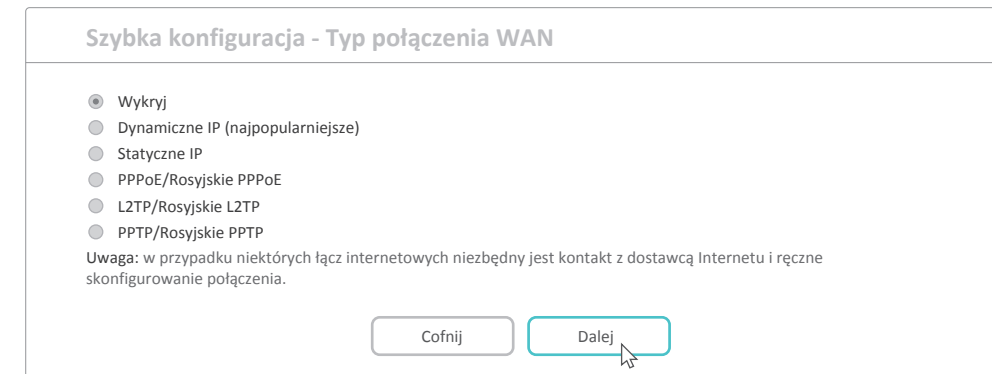 Szybka konfiguracja - Typ połączenia WAN
Wykryj
Dynamiczne IP (najpopularniejsze)
Statyczne IP
PPPoE/Rosyjskie PPPoE
L2TP/Rosyjskie L2TP
PPTP/Rosyjskie PPTP
Uwaga: w przypadku niektórych łącz internetowych niezbędny jest kontakt z dostawcą Internetu i ręczne
skonfigurowanie połączenia.
Cofnij
Dalej